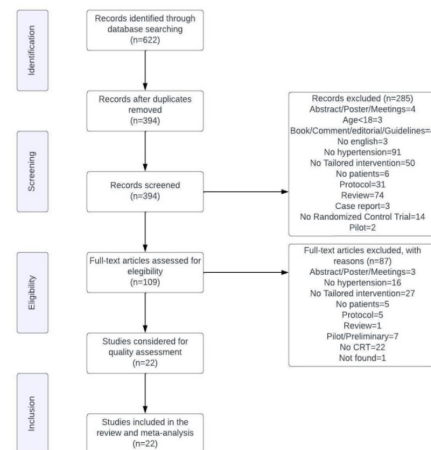 Identification
Records identified through
database searching
(n=622)
Records after duplicates
removed
(n=394)
Screening
Records screened
(n=394)
Records excluded (n=285)
Abstract/Poster/Meetings=4
Age<18=3
Book/Comment/editorial/Guidelines=
No english=3
No hypertension=91
No Tailored intervention=50
No patients=6
Protocol=31
Review=74
Case report=3
No Randomized Control Trial=14
Pilot=2
Eligibility
Full-text articles assessed for
elegibility
(n=109)
Full-text articles excluded, with
reasons (n=87)
Abstract/Poster/Meetings=3
No hypertension=16
No Tailored intervention=27
No patients=5
Protocol=5
Review=1
Pilot/Preliminary=7
No CRT=22
Not found=1
Studies considered for
quality assessment
(n=22)
Inclusion
Studies included in the
review and meta-analysis
(n=22)